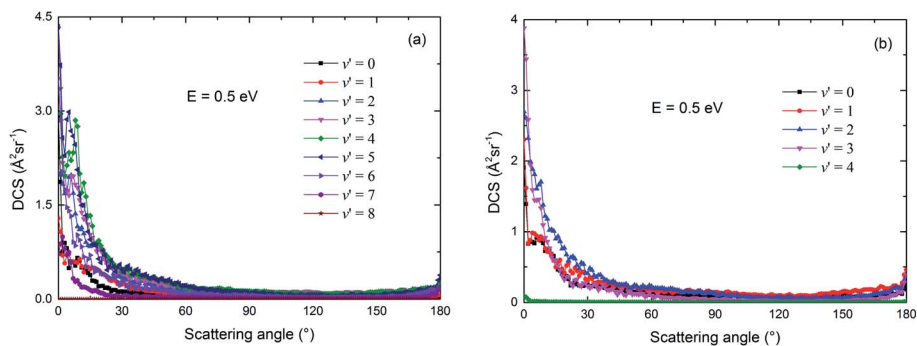 (a)
E = 0.5 eV
v' = 0
v' = 1
v' = 2
v' = 3
v' = 4
v' = 5
v' = 6
v' = 7
v' = 8
DCS (Å²sr⁻¹)
4.5
3.0
1.5
0.0
0 30 60 90 120 150 180
Scattering angle (°)
(b)
E = 0.5 eV
v' = 0
v' = 1
v' = 2
v' = 3
v' = 4
DCS (Å²sr⁻¹)
4
3
2
1
0
0 30 60 90 120 150 180
Scattering angle (°)